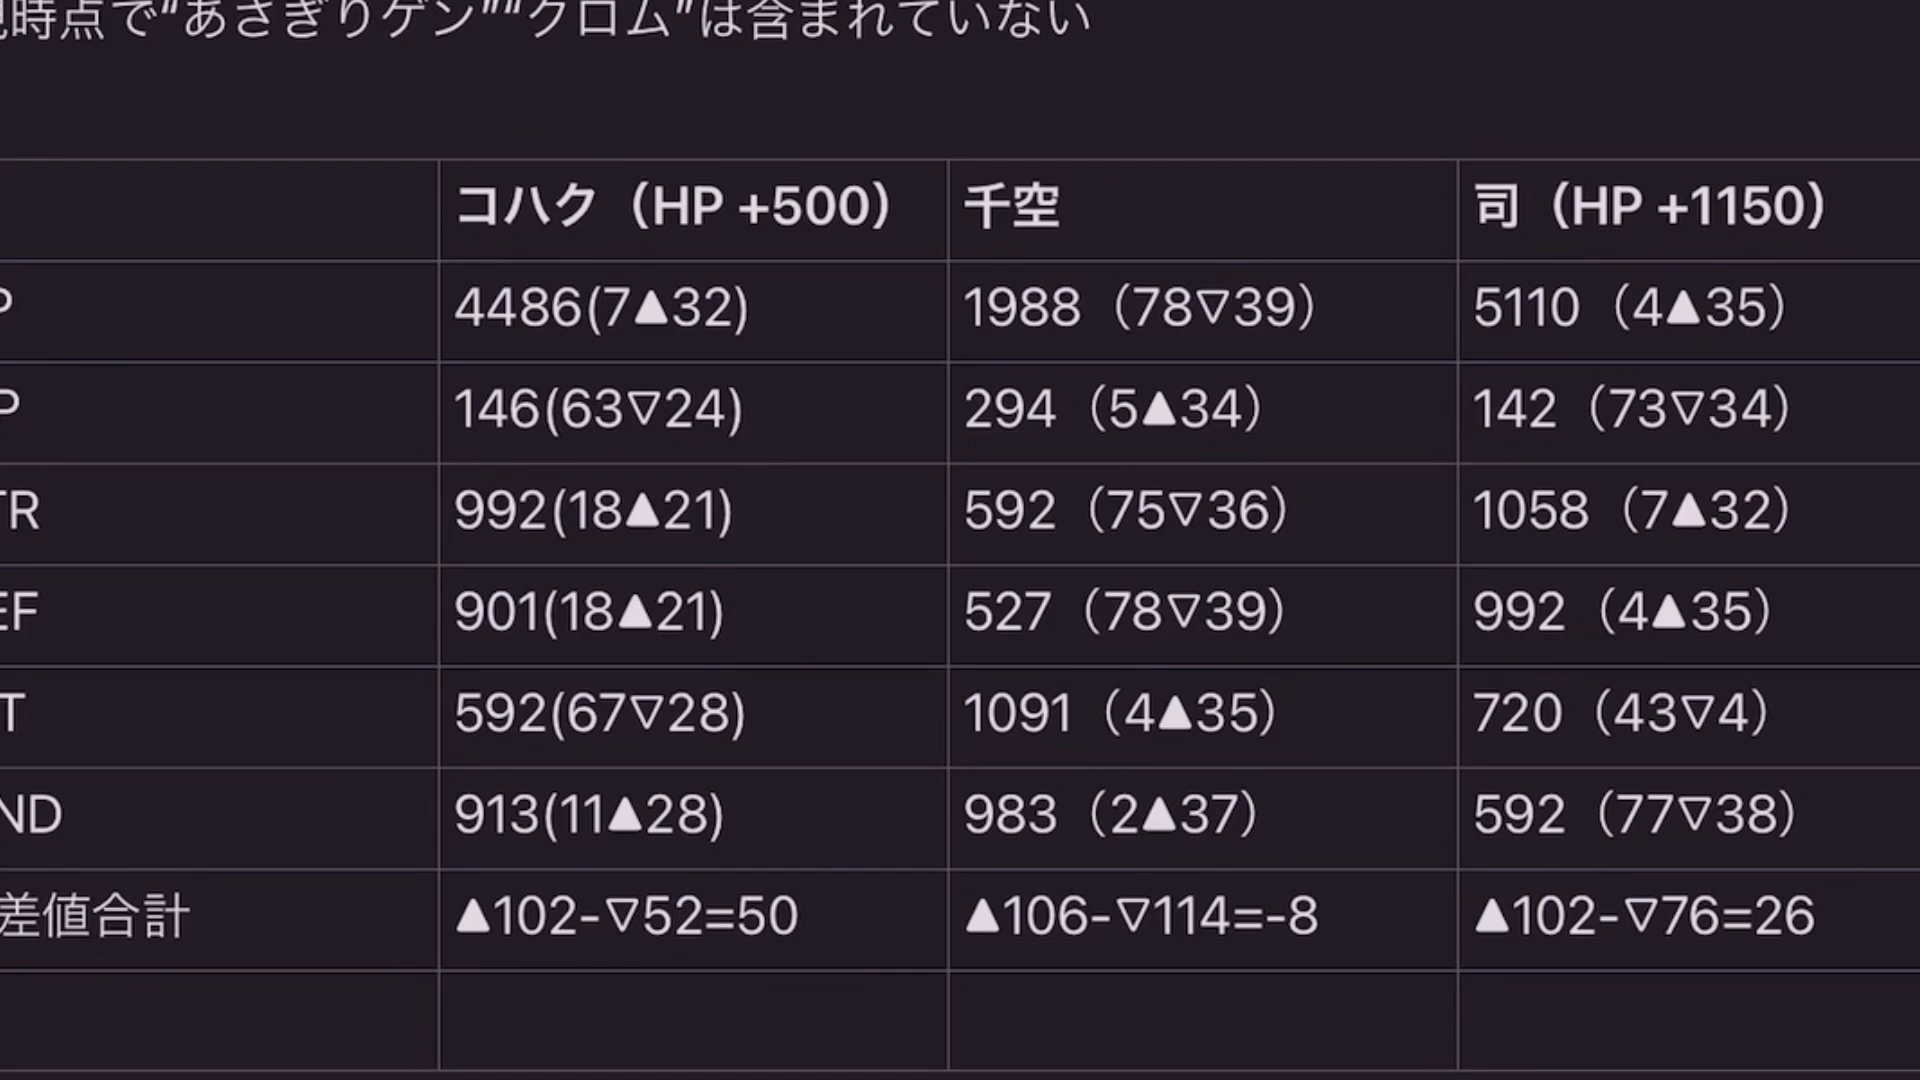 時点で“あさぎりゲン”“クロム”は含まれていない
コハク（HP +500） 千空 司（HP +1150）
P 4486(7▲32) 1988（78▽39） 5110（4▲35）
P 146(63▽24) 294（5▲34） 142（73▽34）
TR 992(18▲21) 592（75▽36） 1058（7▲32）
EF 901(18▲21) 527（78▽39） 992（4▲35）
T 592(67▽28) 1091（4▲35） 720（43▽4）
ND 913(11▲28) 983（2▲37） 592（77▽38）
差値合計 ▲102-▽52=50 ▲106-▽114=-8 ▲102-▽76=26